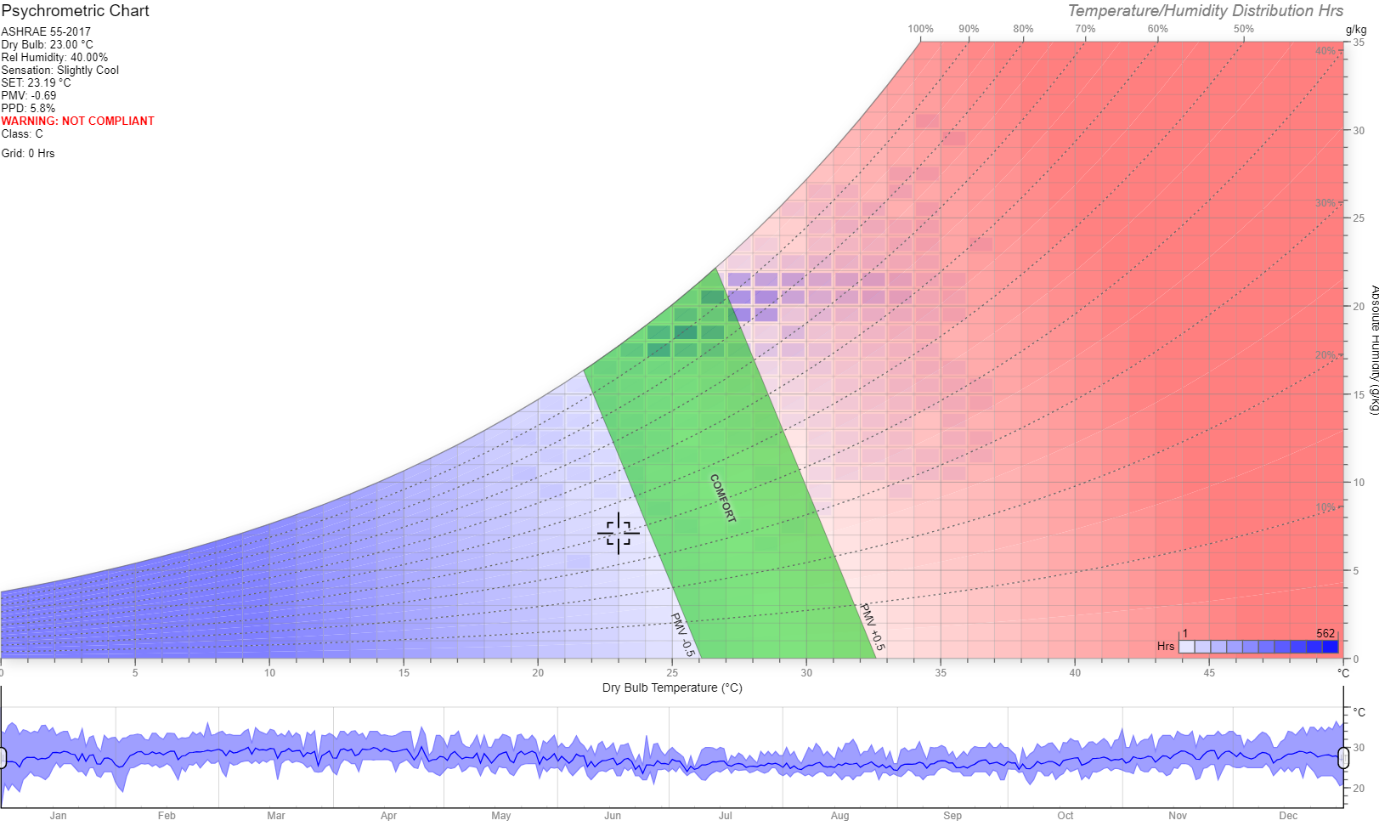 Psychrometric Chart
Temperature/Humidity Distribution Hrs
ASHRAE 55-2017
Dry Bulb: 23.00 °C
Rel Humidity: 40.00%
Sensation: Slightly Cool
SET: 23.19 °C
PMV: -0.69
PPD: 5.8%
WARNING: NOT COMPLIANT
Class: C
Grid: 0 Hrs
100% 90% 80% 70% 60% 50%
g/kg
40%
30%
20%
10%
35
30
25
20
15
10
5
0
Absolute Humidity (g/kg)
COMFORT
PMV -0.5
PMV +0.5
1 562
Hrs
0 5 10 15 20 25 30 35 40 45 °C
Dry Bulb Temperature (°C)
°C
30
20
Jan Feb Mar Apr May Jun Jul Aug Sep Oct Nov Dec